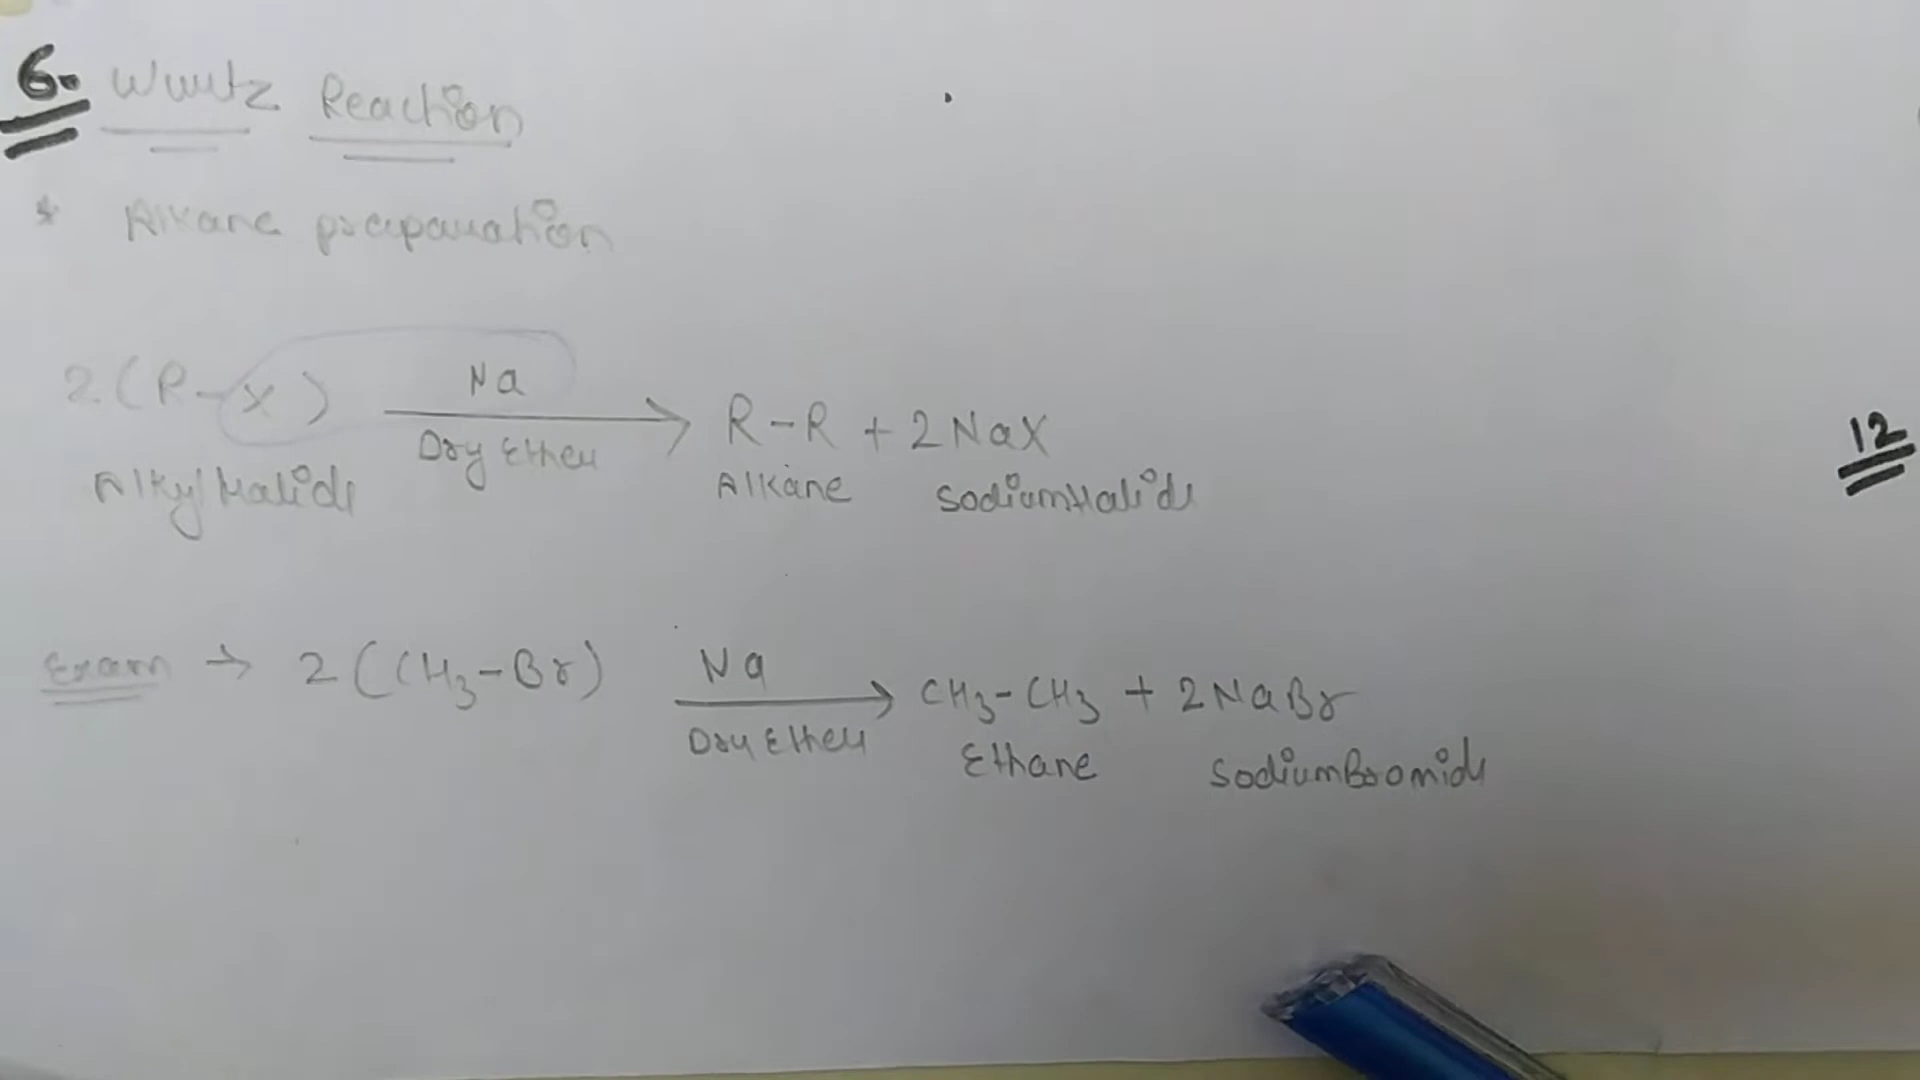 6. Wurtz Reaction
* Alkane preparation
2(R-X) Na Dry Ether → R-R + 2NaX
Alkyl Halide Alkane Sodium Halide
Exam → 2(CH3-Br) Na Dry Ether → CH3-CH3 + 2NaBr
Ethane Sodium Bromide
12